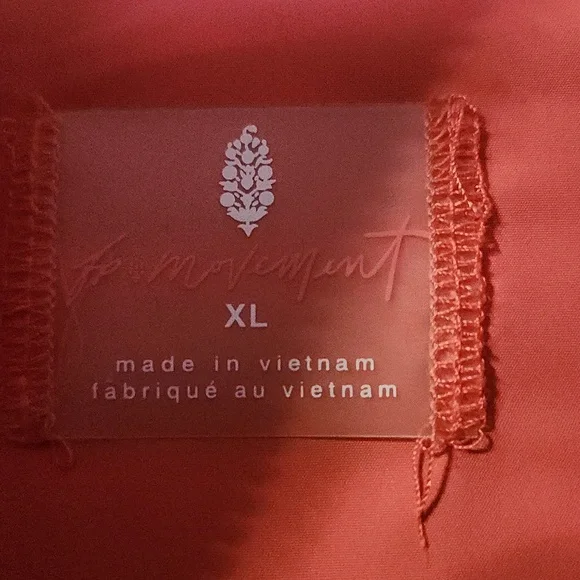 fp movement
XL
made in vietnam
fabriqué au vietnam